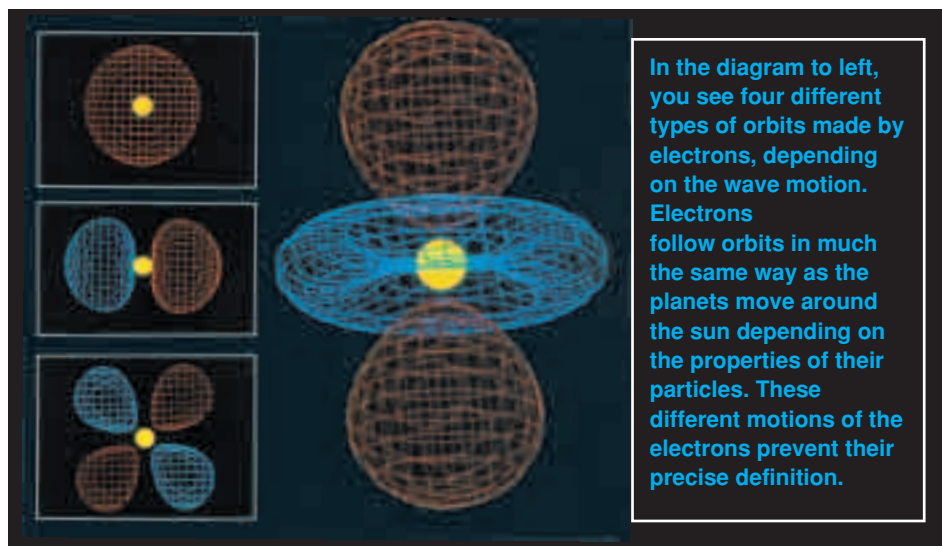 In the diagram to left,
you see four different
types of orbits made by
electrons, depending
on the wave motion.
Electrons
follow orbits in much
the same way as the
planets move around
the sun depending on
the properties of their
particles. These
different motions of the
electrons prevent their
precise definition.